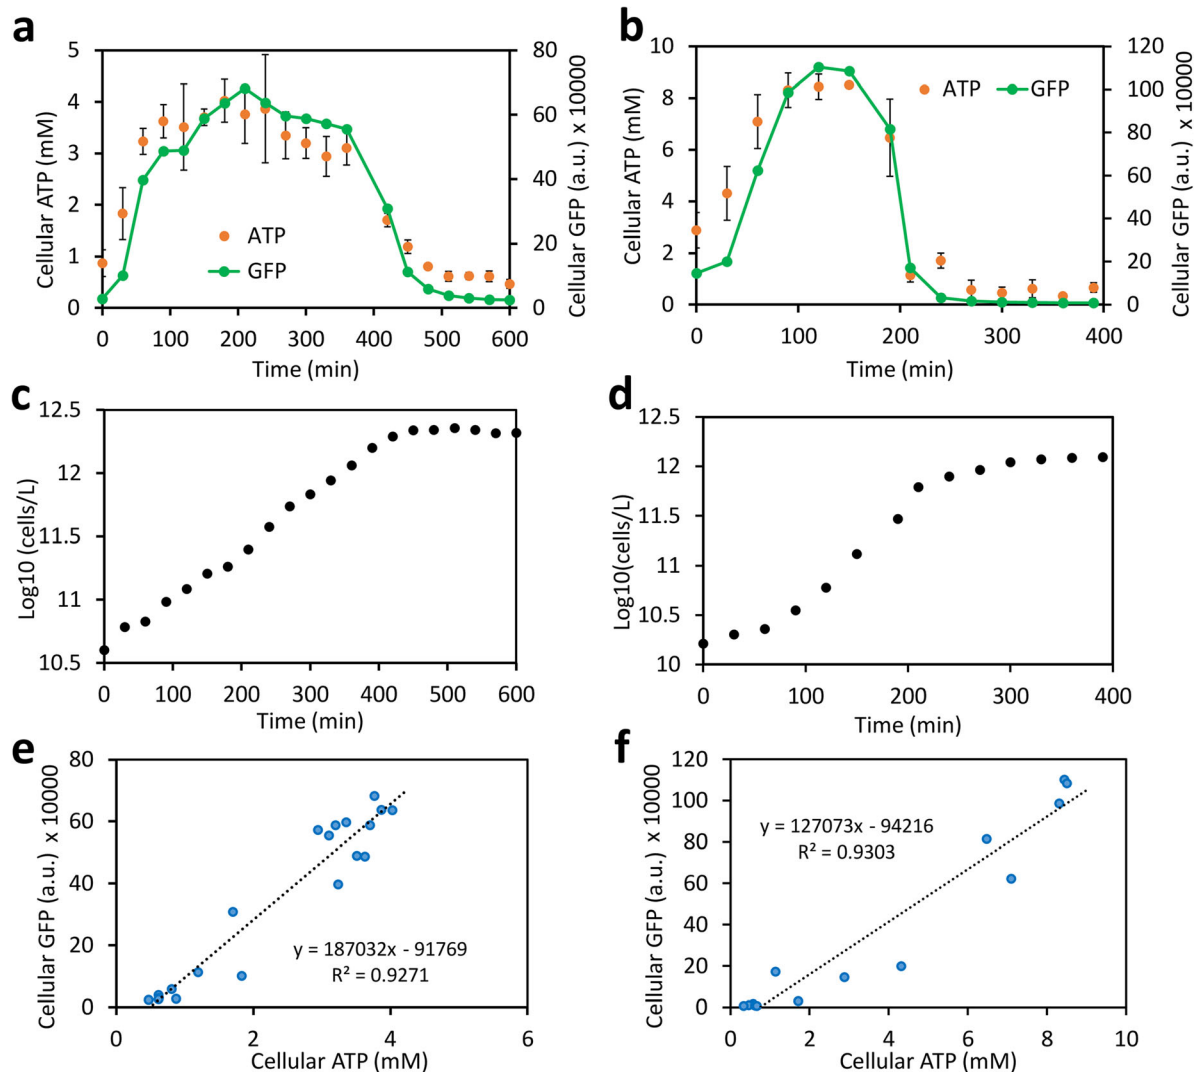 a
5
4
3
2
1
0
Cellular ATP (mM)
80
60
40
20
0
Cellular GFP (a.u.) x 10000
ATP
GFP
0 100 200 300 400 500 600
Time (min)
b
10
8
6
4
2
0
Cellular ATP (mM)
120
100
80
60
40
20
0
Cellular GFP (a.u.) x 10000
ATP GFP
0 100 200 300 400
Time (min)
c
12.5
12
11.5
11
10.5
Log10 (cells/L)
0 100 200 300 400 500 600
Time (min)
d
12.5
12
11.5
11
10.5
10
Log10(cells/L)
0 100 200 300 400
Time (min)
e
80
60
40
20
0
Cellular GFP (a.u.) x 10000
y = 187032x - 91769
R² = 0.9271
0 2 4 6
Cellular ATP (mM)
f
120
100
80
60
40
20
0
Cellular GFP (a.u.) x 10000
y = 127073x - 94216
R² = 0.9303
0 2 4 6 8 10
Cellular ATP (mM)